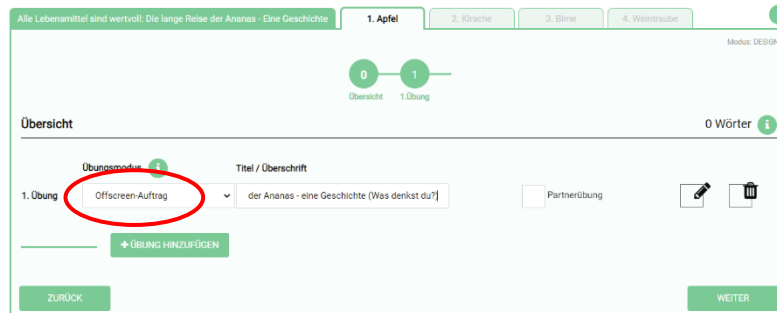 Alle Lebensmittel sind wertvoll: Die lange Reise der Ananas - Eine Geschichte 1. Apfel 2. Kirsche 3. Birne 4. Weintraube
Modus: DESIGN
0 1
Übersicht 1.Übung
Übersicht 0 Wörter i
Übungsmodus i Titel / Überschrift
1. Übung Offscreen-Auftrag der Ananas - eine Geschichte (Was denkst du?) Partnerübung
+ ÜBUNG HINZUFÜGEN
ZURÜCK WEITER